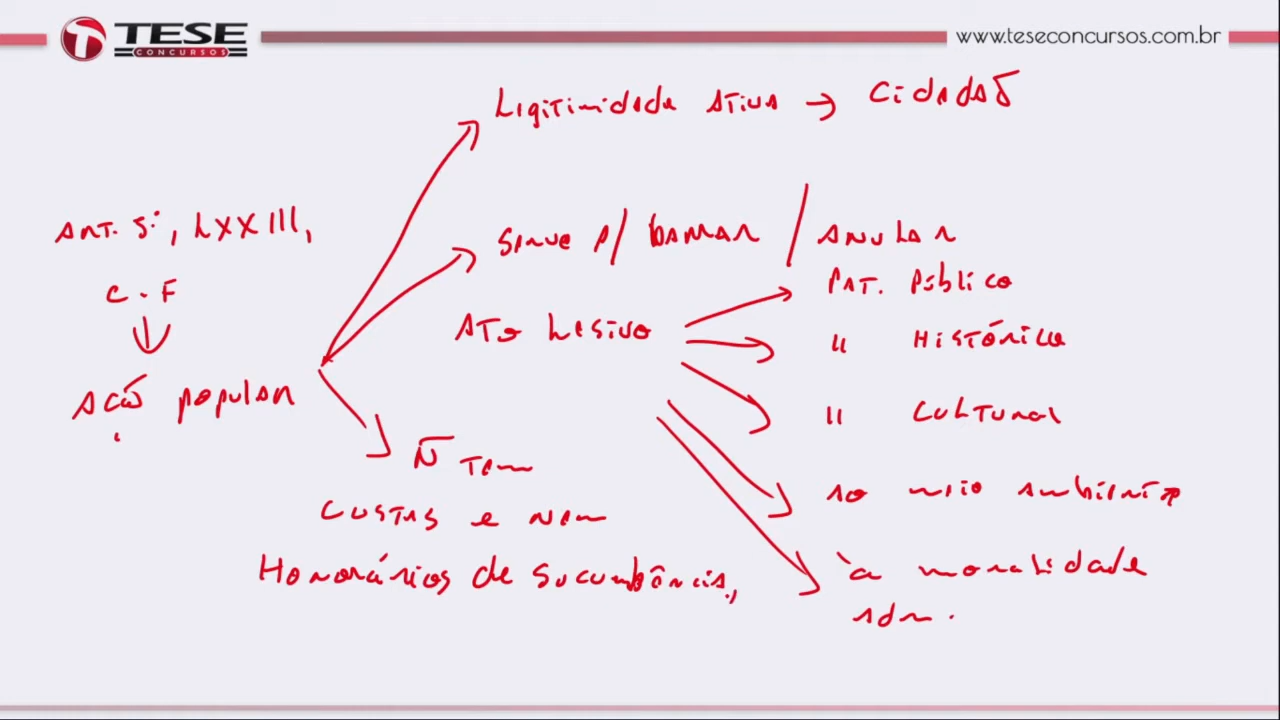 TESE
CONCURSOS
www.teseconcursos.com.br
Legitimidade Ativa → Cidadão
Art. 5º, LXXIII,
C.F
Ação popular
Serve p/ barrar / anular
Ato lesivo
Pat. Público
" Histórico
" Cultural
ao meio ambiente
à moralidade
adm.
Ñ tem
custas e nem
Honorários de sucumbência,